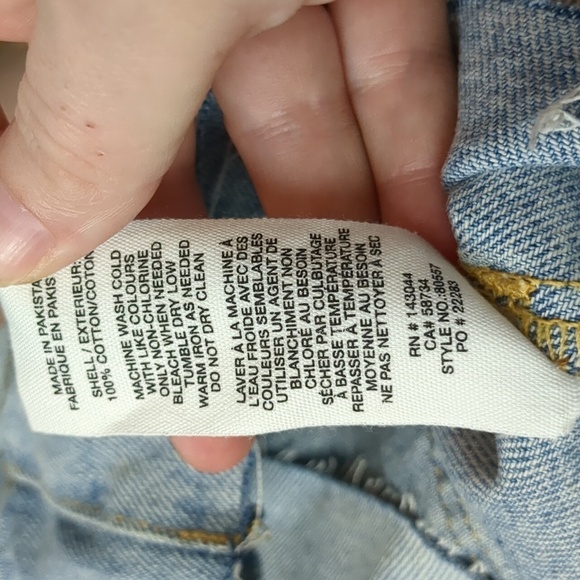 MADE IN PAKISTA
FABRIQUÉ EN PAKIS
SHELL / EXTERIEUR:
100% COTTON/COTON
MACHINE WASH COLD
WITH LIKE COLOURS
ONLY NON-CHLORINE
BLEACH WHEN NEEDED
TUMBLE DRY LOW
WARM IRON AS NEEDED
DO NOT DRY CLEAN
LAVER À LA MACHINE À
L'EAU FROIDE AVEC DES
COULEURS SEMBLABLES
UTILISER UN AGENT DE
BLANCHIMENT NON
CHLORÉ AU BESOIN
SÉCHER PAR CULBUTAGE
À BASSE TEMPÉRATURE
REPASSER À TEMPÉRATURE
MOYENNE AU BESOIN
NE PAS NETTOYER À SEC
RN # 143044
CA# 58734
STYLE NO. 80557
PO # 22283